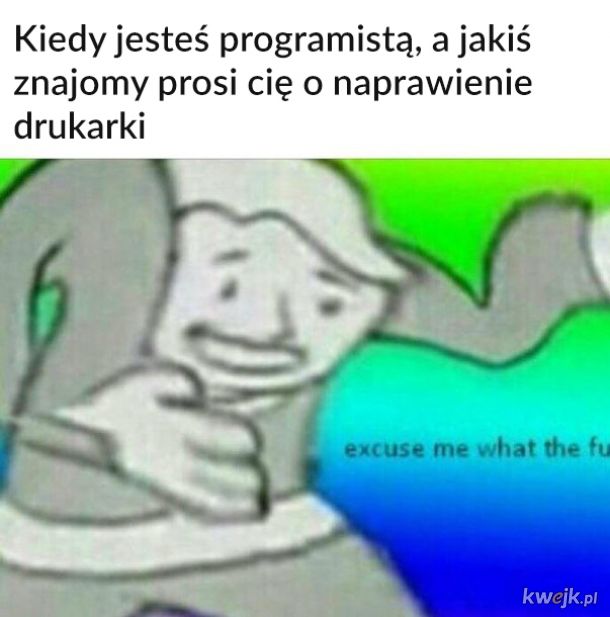 Kiedy jesteś programistą, a jakiś
znajomy prosi cię o naprawienie
drukarki
excuse me what the fu
kwejk.pl